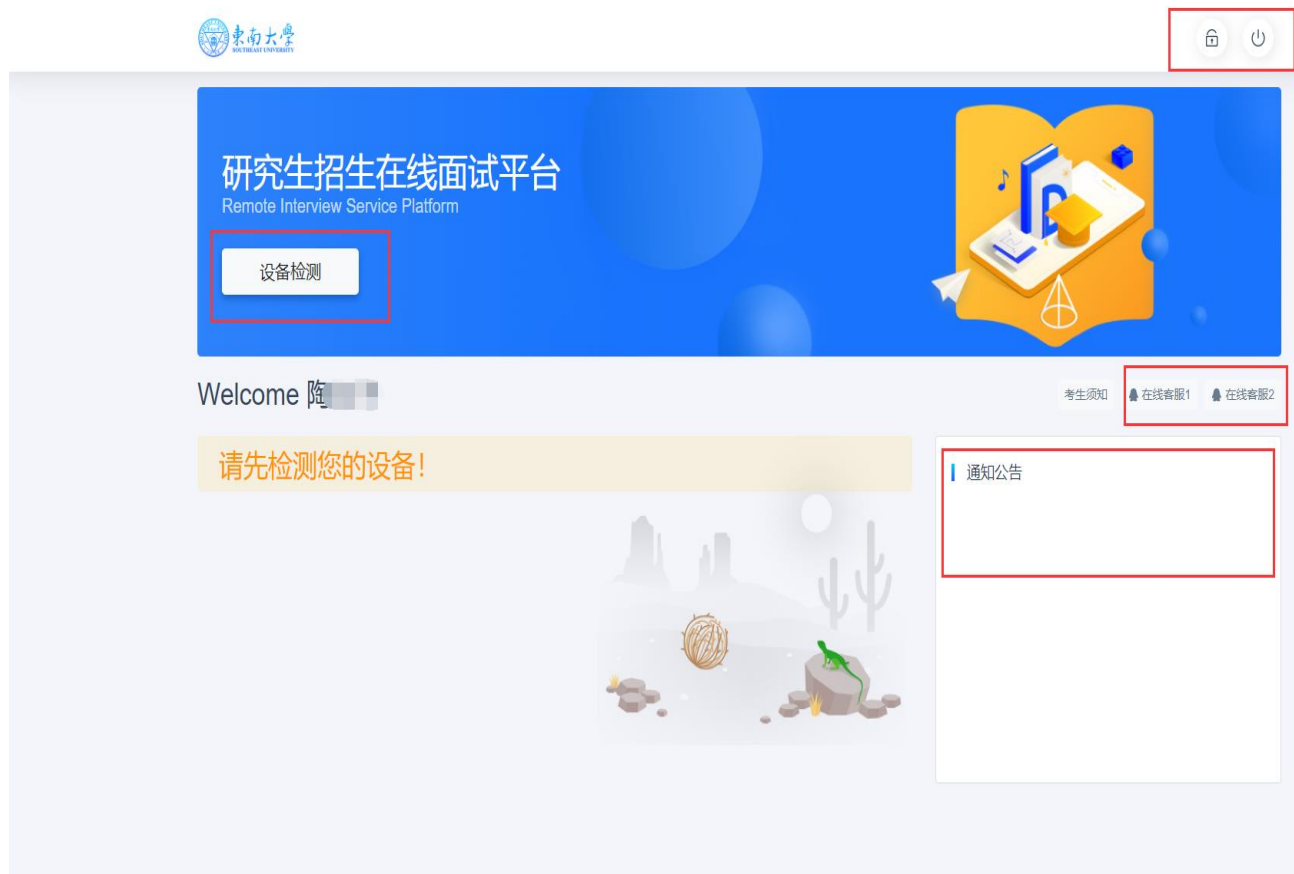 東南大學
SOUTHEAST UNIVERSITY
研究生招生在线面试平台
Remote Interview Service Platform
设备检测
Welcome 陶
考生须知 在线客服1 在线客服2
请先检测您的设备!
通知公告